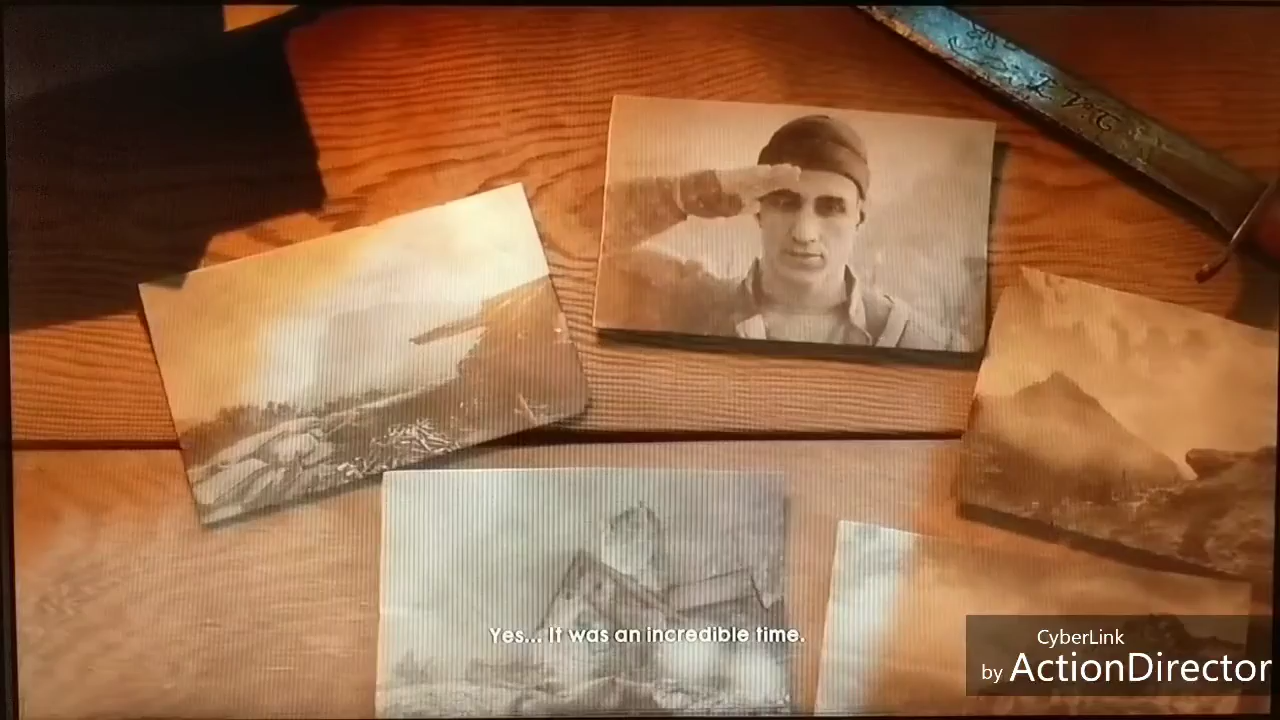 Yes... It was an incredible time.
CyberLink
by ActionDirector